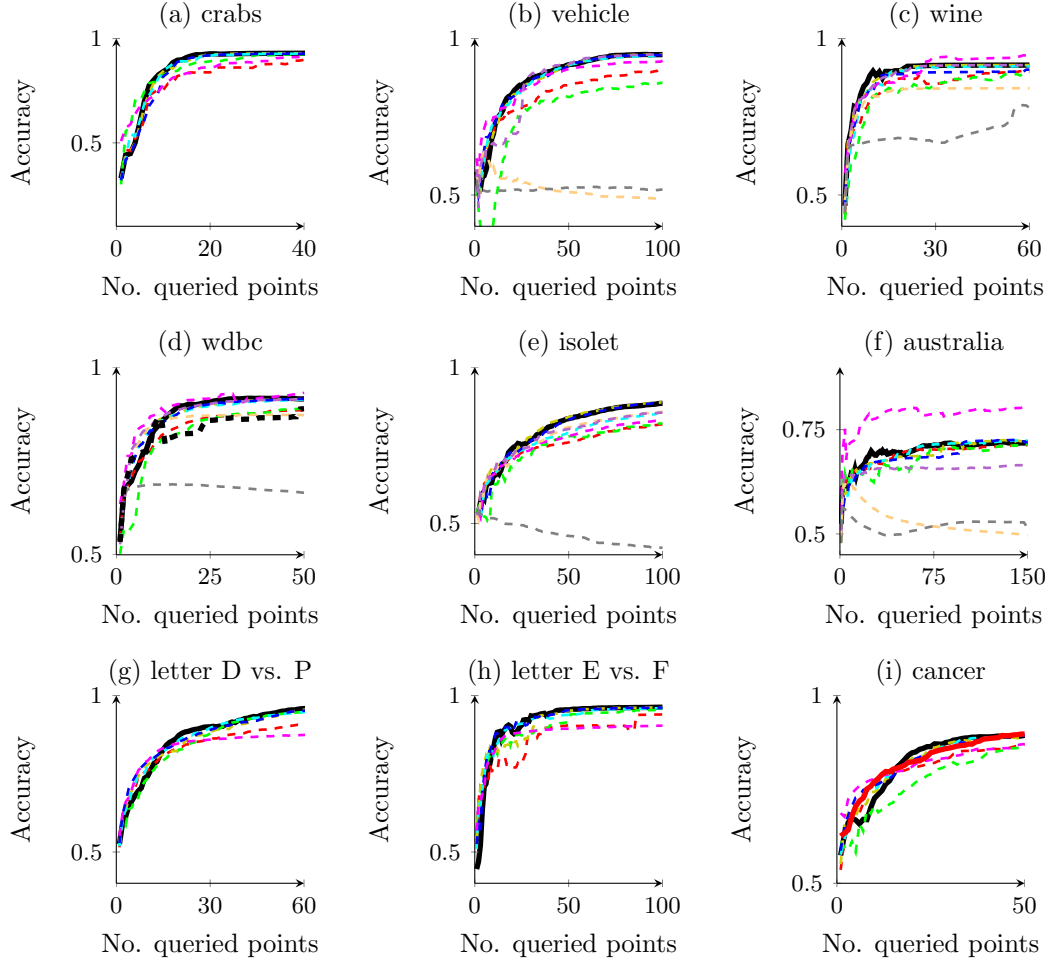 (a) crabs
(b) vehicle
(c) wine
1
0.5
0
20
40
Accuracy
No. queried points
1
0.5
0
50
100
Accuracy
No. queried points
1
0.5
0
30
60
Accuracy
No. queried points
(d) wdbc
(e) isolet
(f) australia
1
0.5
0
25
50
Accuracy
No. queried points
1
0.5
0
50
100
Accuracy
No. queried points
0.75
0.5
0
75
150
Accuracy
No. queried points
(g) letter D vs. P
(h) letter E vs. F
(i) cancer
1
0.5
0
30
60
Accuracy
No. queried points
1
0.5
0
50
100
Accuracy
No. queried points
1
0.5
0
50
Accuracy
No. queried points